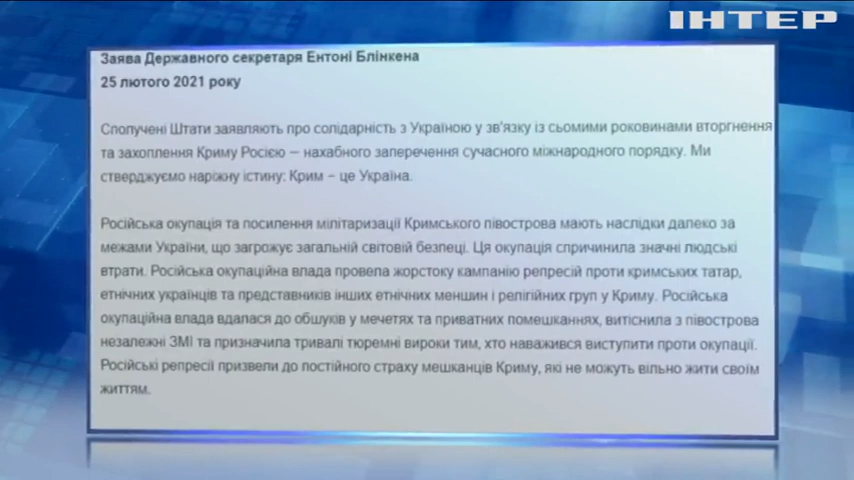 ІНТЕР
Заява Державного секретаря Ентоні Блінкена
25 лютого 2021 року
Сполучені Штати заявляють про солідарність з Україною у зв'язку із сьомими роковинами вторгнення
та захоплення Криму Росією – нахабного заперечення сучасного міжнародного порядку. Ми
стверджуємо наріжну істину: Крим – це Україна.
Російська окупація та посилення мілітаризації Кримського півострова мають наслідки далеко за
межами України, що загрожує загальній світовій безпеці. Ця окупація спричинила значні людські
втрати. Російська окупаційна влада провела жорстоку кампанію репресій проти кримських татар,
етнічних українців та представників інших етнічних меншин і релігійних груп у Криму. Російська
окупаційна влада вдалася до обшуків у мечетях та приватних помешканнях, витіснила з півострова
незалежні ЗМІ та призначила тривалі тюремні вироки тим, хто наважився виступити проти окупації.
Російські репресії призвели до постійного страху мешканців Криму, які не можуть вільно жити своїм
життям.